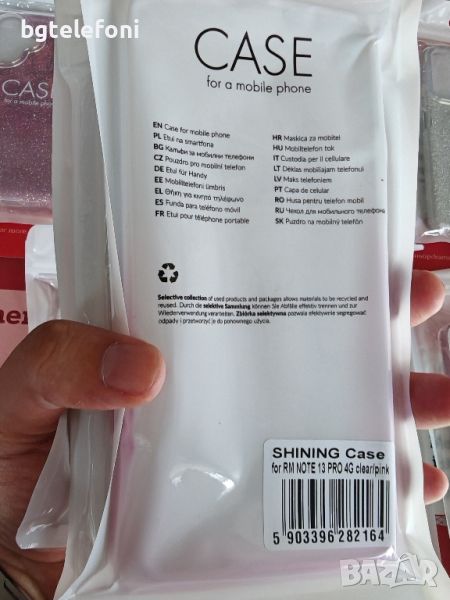 bgtelefoni
CASE
for a mobile phone
CASE
for a mobile phone
EN Case for mobile phone
PL Etui na smartfona
BG Калъфи за мобилни телефони
CZ Pouzdro pro mobilní telefon
DE Etui für Handy
EE Mobiiltelefoni ümbris
EL Θήκη για κινητό τηλέφωνο
ES Funda para teléfono móvil
FR Etui pour téléphone portable
HR Maskica za mobitel
HU Mobiltelefon tok
IT Custodia per il cellulare
LT Dėklas mobiliajam telefonui
LV Maks telefoniem
PT Capa de celular
RO Husa pentru telefon mobil
RU Чехол для мобильного телефона
SK Puzdro na mobilný telefón
Selective collection of used products and packages allows materials to be recycled and
reused. Durch die selektive Sammlung können Sie Abfälle effektiv trennen und zur
Wiederverwendung verarbeiten. Zbiórka selektywna pozwala efektywnie segregować
odpady i przetworzyć je do ponownego użycia.
SHINING Case
for RM NOTE 13 PRO 4G clear/pink
5 903396 282164
BAZAR